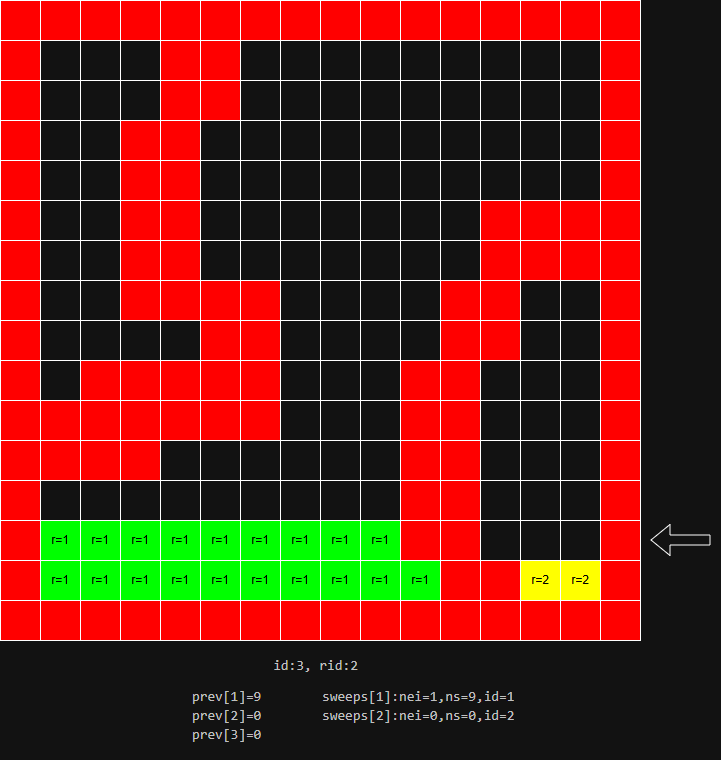 r=1 r=1 r=1 r=1 r=1 r=1 r=1 r=1 r=1
r=1 r=1 r=1 r=1 r=1 r=1 r=1 r=1 r=1 r=1 r=2 r=2
id:3, rid:2
prev[1]=9 sweeps[1]:nei=1,ns=9,id=1
prev[2]=0 sweeps[2]:nei=0,ns=0,id=2
prev[3]=0